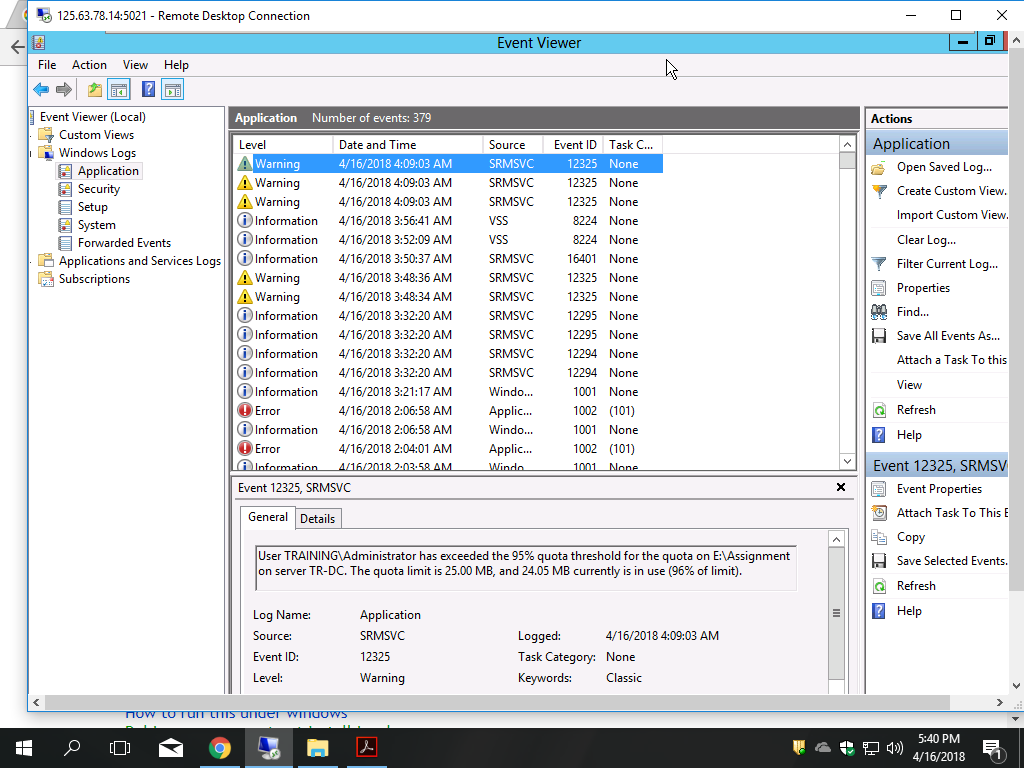 125.63.78.14:5021 - Remote Desktop Connection
Event Viewer
File Action View Help
Event Viewer (Local)
Custom Views
Windows Logs
Application
Security
Setup
System
Forwarded Events
Applications and Services Logs
Subscriptions
Application Number of events: 379
Level Date and Time Source Event ID Task C...
Warning 4/16/2018 4:09:03 AM SRMSVC 12325 None
Warning 4/16/2018 4:09:03 AM SRMSVC 12325 None
Warning 4/16/2018 4:09:03 AM SRMSVC 12325 None
Information 4/16/2018 3:56:41 AM VSS 8224 None
Information 4/16/2018 3:52:09 AM VSS 8224 None
Information 4/16/2018 3:50:37 AM SRMSVC 16401 None
Warning 4/16/2018 3:48:36 AM SRMSVC 12325 None
Warning 4/16/2018 3:48:34 AM SRMSVC 12325 None
Information 4/16/2018 3:32:20 AM SRMSVC 12295 None
Information 4/16/2018 3:32:20 AM SRMSVC 12295 None
Information 4/16/2018 3:32:20 AM SRMSVC 12294 None
Information 4/16/2018 3:32:20 AM SRMSVC 12294 None
Information 4/16/2018 3:21:17 AM Windo... 1001 None
Error 4/16/2018 2:06:58 AM Applic... 1002 (101)
Information 4/16/2018 2:06:58 AM Windo... 1001 None
Error 4/16/2018 2:04:01 AM Applic... 1002 (101)
Information 4/16/2018 2:03:58 AM Windo... 1001 None
Event 12325, SRMSVC
General Details
User TRAINING\Administrator has exceeded the 95% quota threshold for the quota on E:\Assignment
on server TR-DC. The quota limit is 25.00 MB, and 24.05 MB currently is in use (96% of limit).
Log Name: Application
Source: SRMSVC Logged: 4/16/2018 4:09:03 AM
Event ID: 12325 Task Category: None
Level: Warning Keywords: Classic
Actions
Application
Open Saved Log...
Create Custom View.
Import Custom View.
Clear Log...
Filter Current Log...
Properties
Find...
Save All Events As...
Attach a Task To this
View
Refresh
Help
Event 12325, SRMSV
Event Properties
Attach Task To This E
Copy
Save Selected Events.
Refresh
Help
How to run this under windows
5:40 PM
4/16/2018
1